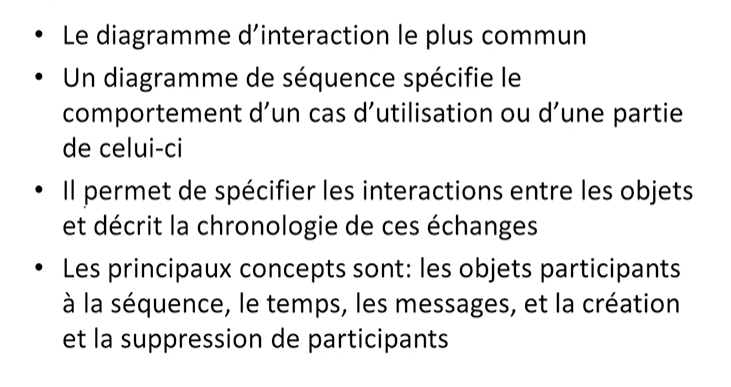 • Le diagramme d’interaction le plus commun
• Un diagramme de séquence spécifie le
comportement d’un cas d’utilisation ou d’une partie
de celui-ci
• Il permet de spécifier les interactions entre les objets
et décrit la chronologie de ces échanges
• Les principaux concepts sont: les objets participants
à la séquence, le temps, les messages, et la création
et la suppression de participants